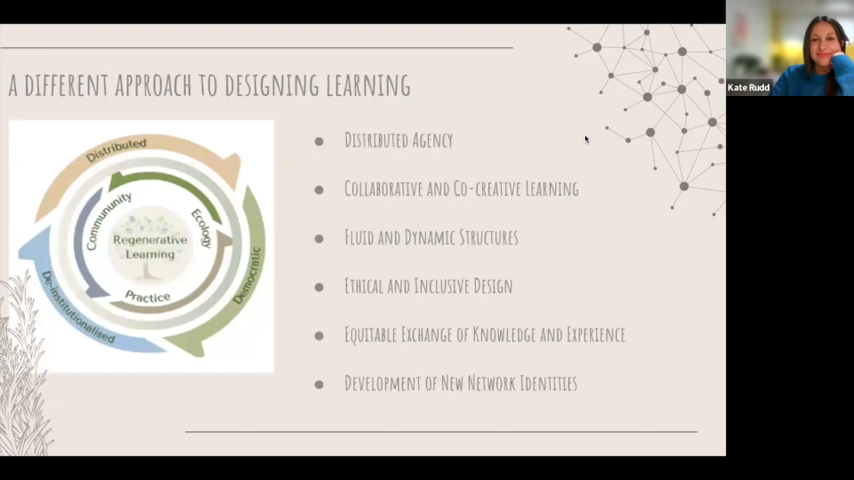 A DIFFERENT APPROACH TO DESIGNING LEARNING
Distributed
Democratic
De-institutionalised
Community
Ecology
Practice
Regenerative
Learning
DISTRIBUTED AGENCY
COLLABORATIVE AND CO-CREATIVE LEARNING
FLUID AND DYNAMIC STRUCTURES
ETHICAL AND INCLUSIVE DESIGN
EQUITABLE EXCHANGE OF KNOWLEDGE AND EXPERIENCE
DEVELOPMENT OF NEW NETWORK IDENTITIES
Kate Rudd